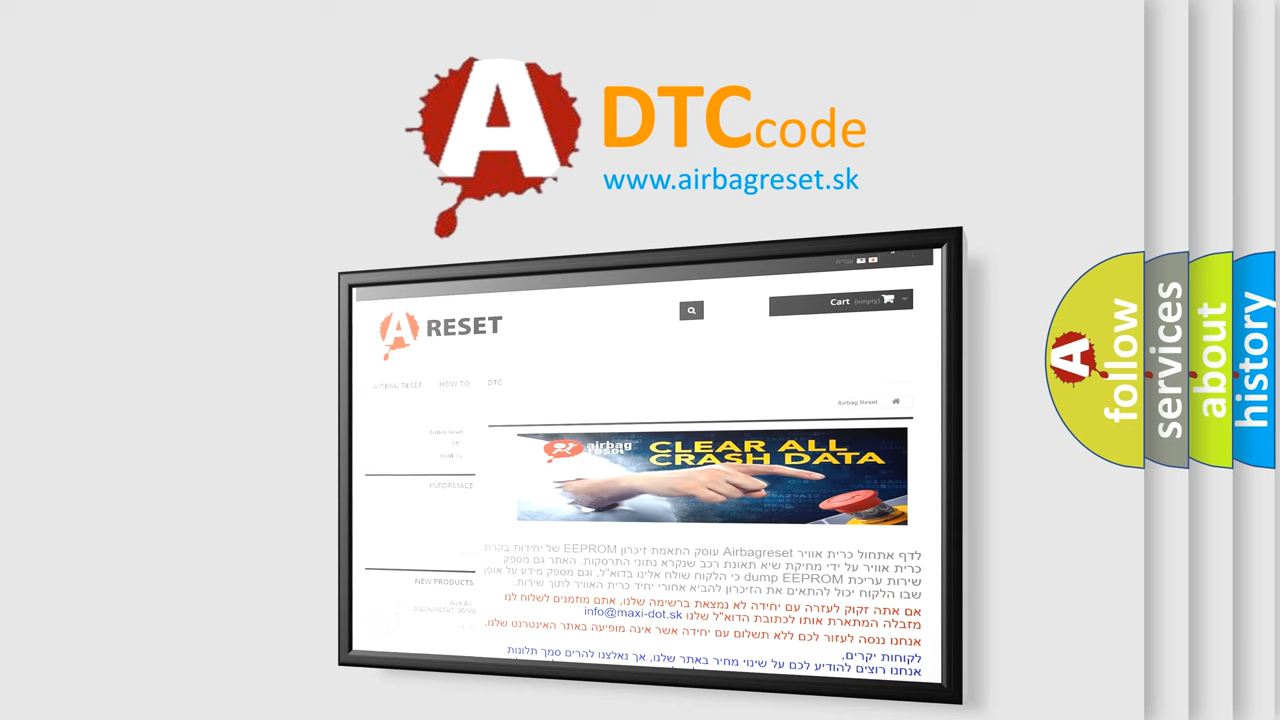 A
DTC code
www.airbagreset.sk
Cart (empty)
A RESET
AIRBAG RESET HOW TO DTC
Airbag Reset
Airbag Reset
HOW TO
INFORMACE
NEW PRODUCTS
airbag
reset
CLEAR ALL
CRASH DATA
לדף אתחול כרית אוויר Airbagreset עוסק התאמת זיכרון EEPROM של יחידות בקרת
כרית אוויר על ידי מחיקת שיא תאונת רכב שנקרא נתוני התרסקות. האתר גם מספק
שירות עריכת dump EEPROM כי הלקוח שולח אלינו בדוא"ל, וגם מספק מידע על אופן
שבו הלקוח יכול להתאים את הזיכרון להביא אחורי יחיד כרית האוויר לתוך שירות.
אם אתה זקוק לעזרה עם יחידה לא נמצאת ברשימה שלנו, אתם מוזמנים לשלוח לנו
מזבלה המתארת אותו לכתובת הדוא"ל שלנו info@maxi-dot.sk
אנחנו ננסה לעזור לכם ללא תשלום עם יחידה אשר אינה מופיעה באתר האינטרנט שלנו.
לקוחות יקרים,
אנחנו רוצים להודיע לכם על שינוי מחיר באתר שלנו, אך נאלצנו להרים סמך תלונות
A
follow
services
about
history